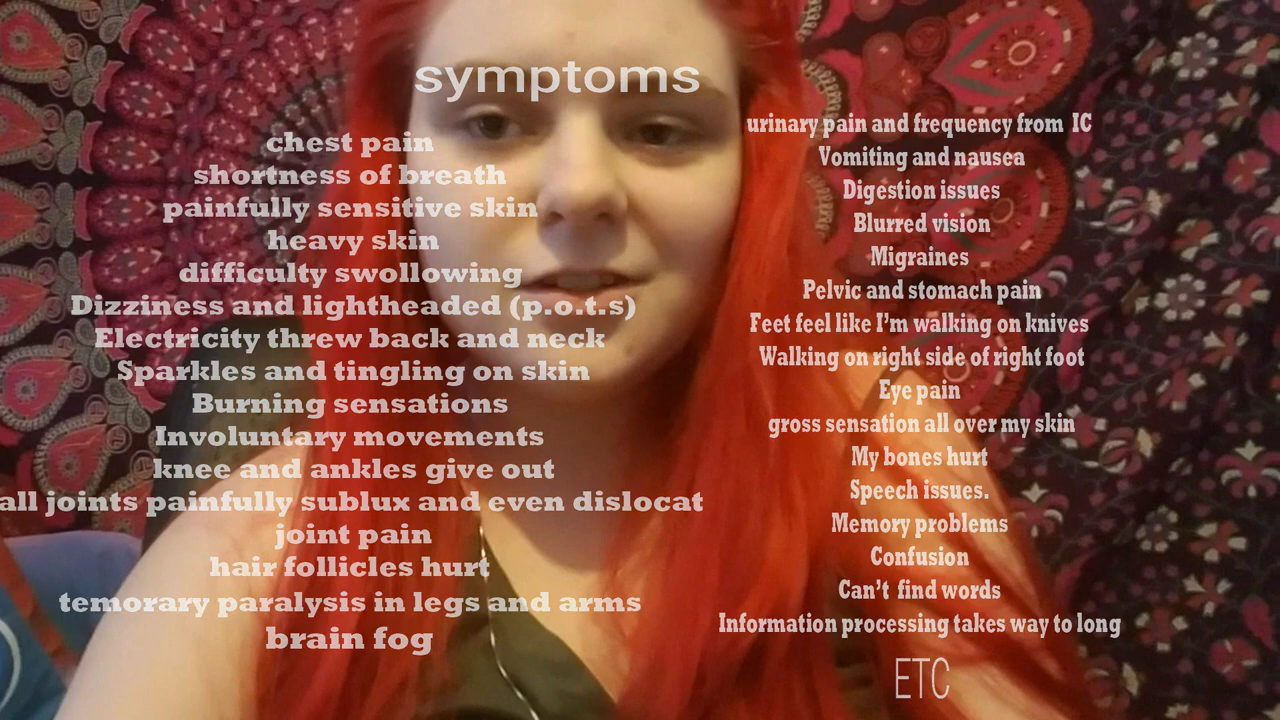 symptoms
chest pain
shortness of breath
painfully sensitive skin
heavy skin
difficulty swollowing
Dizziness and lightheaded (p.o.t.s)
Electricity threw back and neck
Sparkles and tingling on skin
Burning sensations
Involuntary movements
knee and ankles give out
all joints painfully sublux and even dislocat
joint pain
hair follicles hurt
temorary paralysis in legs and arms
brain fog
urinary pain and frequency from IC
Vomiting and nausea
Digestion issues
Blurred vision
Migraines
Pelvic and stomach pain
Feet feel like I'm walking on knives
Walking on right side of right foot
Eye pain
gross sensation all over my skin
My bones hurt
Speech issues.
Memory problems
Confusion
Can't find words
Information processing takes way to long
ETC